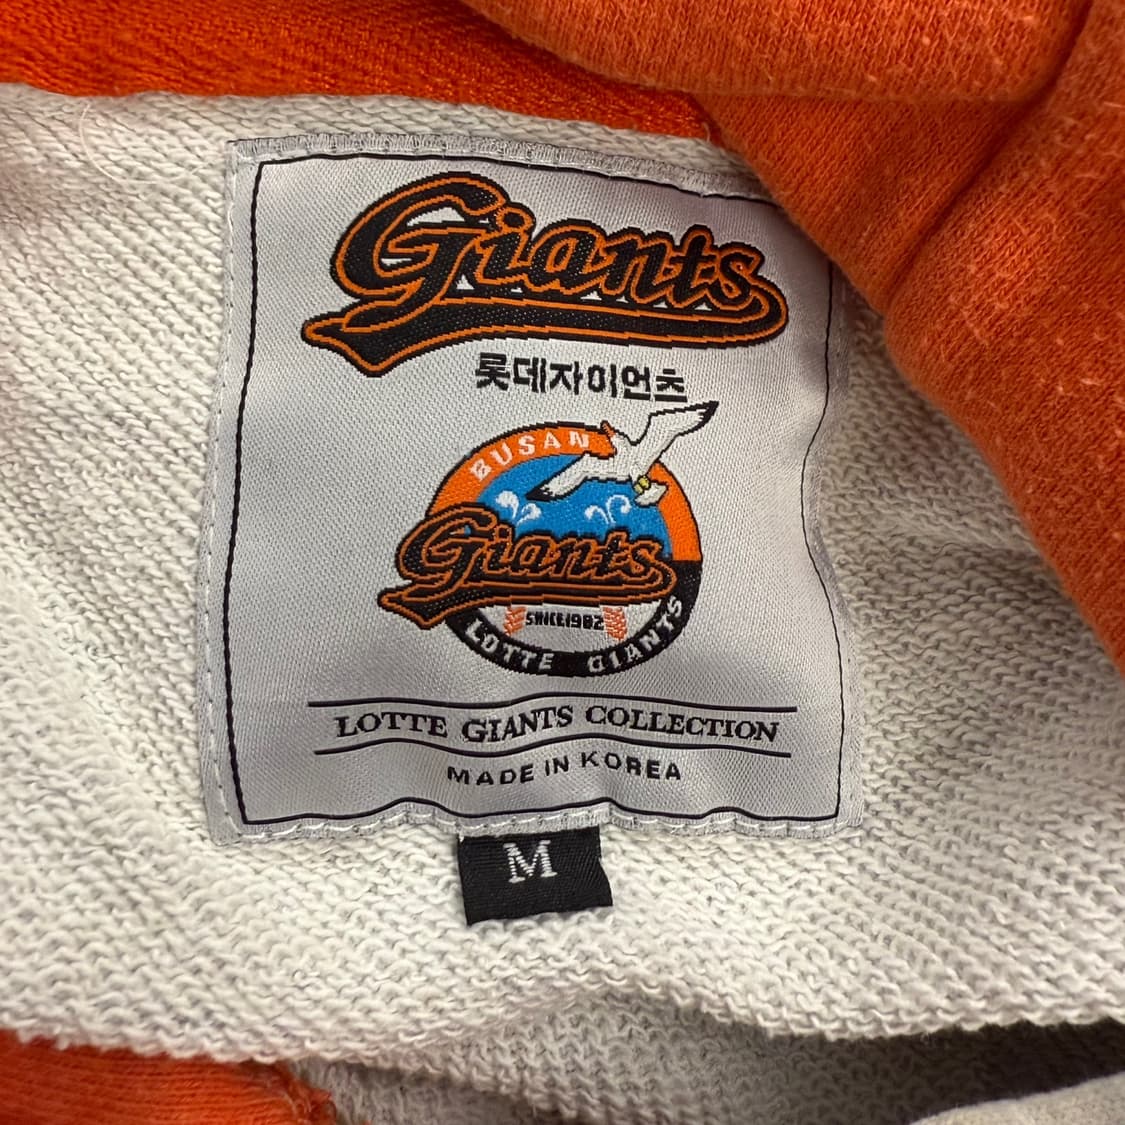 Giants
롯데자이언츠
BUSAN
Giants
SINCE1982
LOTTE GIANTS
LOTTE GIANTS COLLECTION
MADE IN KOREA
M